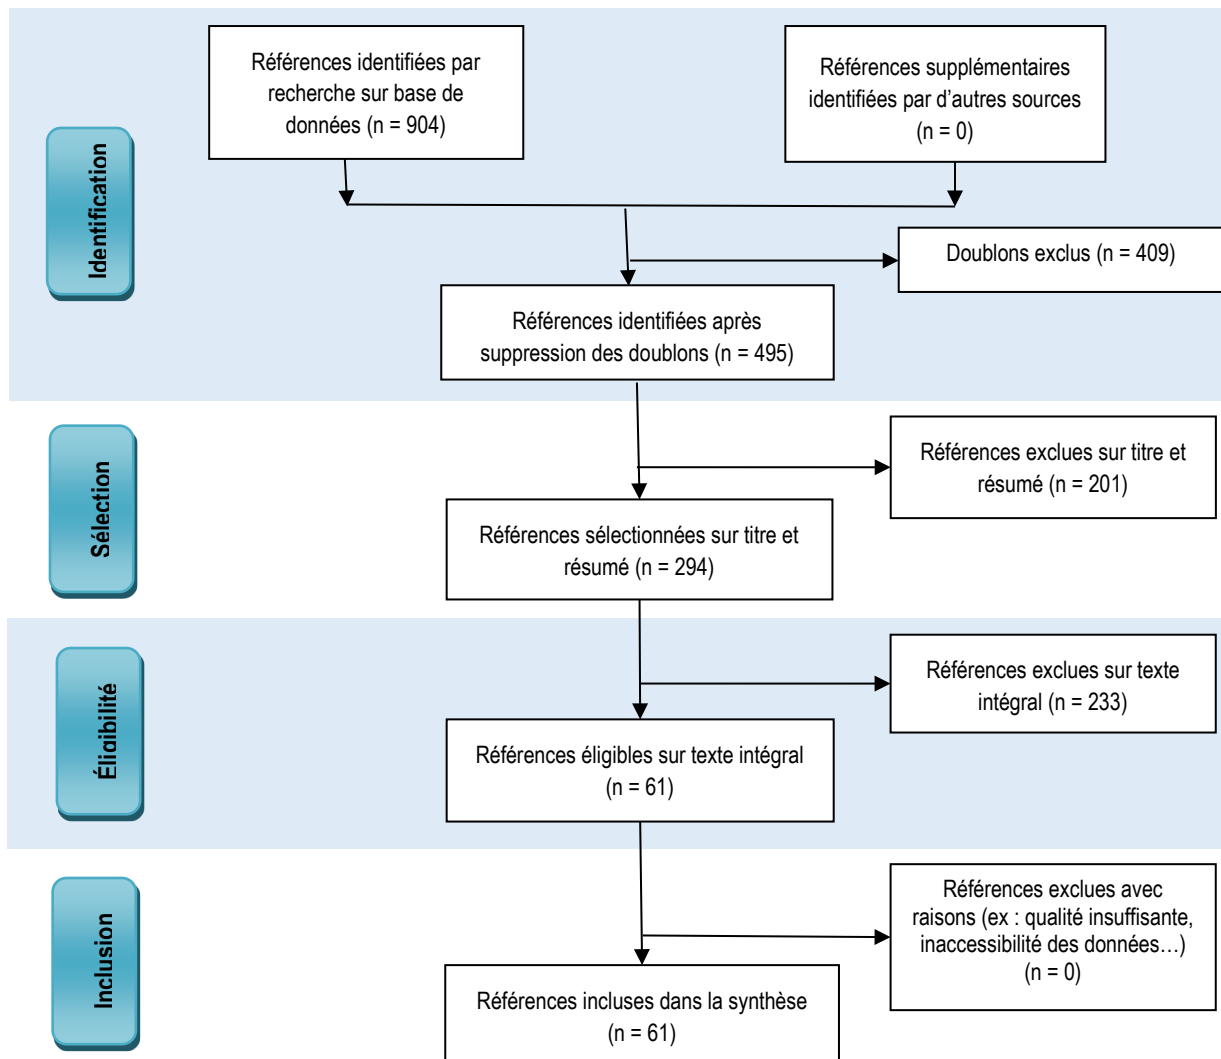 Références identifiées par
recherche sur base de
données (n = 904)
Références supplémentaires
identifiées par d’autres sources
(n = 0)
Identification
Doublons exclus (n = 409)
Références identifiées après
suppression des doublons (n = 495)
Sélection
Références exclues sur titre et
résumé (n = 201)
Références sélectionnées sur titre et
résumé (n = 294)
Éligibilité
Références exclues sur texte
intégral (n = 233)
Références éligibles sur texte intégral
(n = 61)
Inclusion
Références exclues avec
raisons (ex : qualité insuffisante,
inaccessibilité des données…)
(n = 0)
Références incluses dans la synthèse
(n = 61)